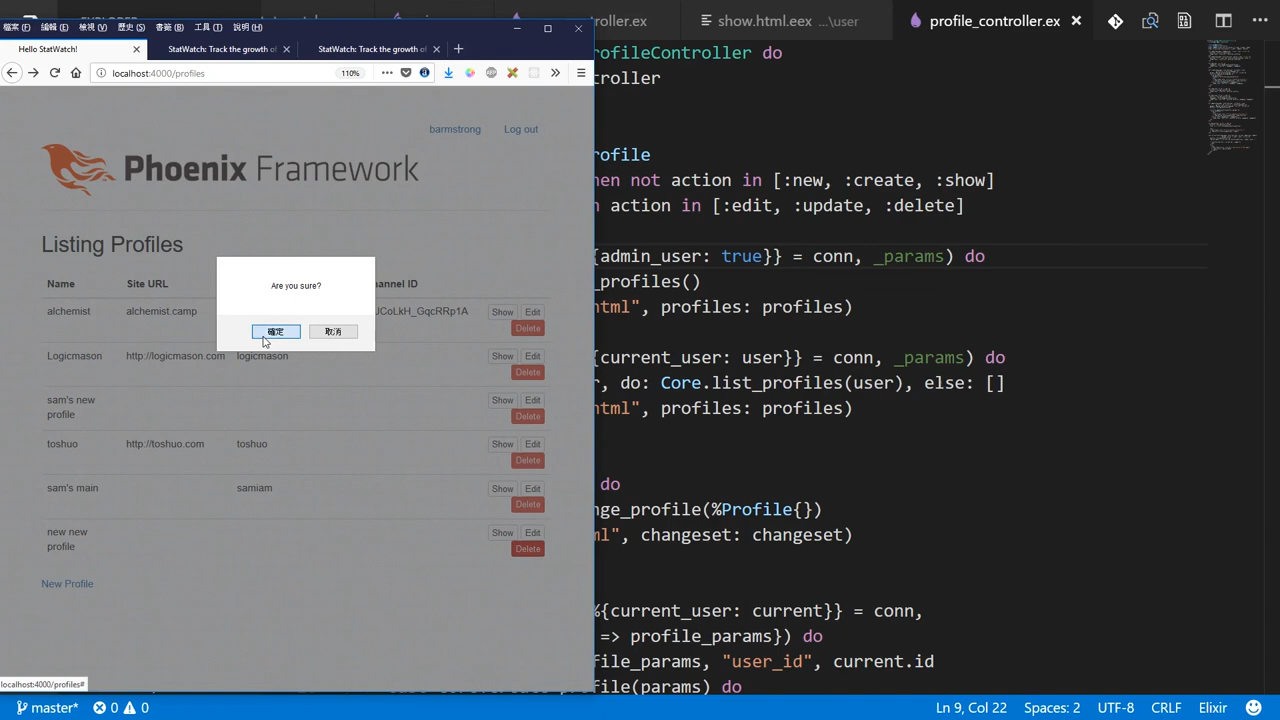 檔案(F) 編輯(E) 檢視(V) 歷史(S) 書籤(B) 工具(T) 說明(H)
Hello StatWatch!
StatWatch: Track the growth of
StatWatch: Track the growth of
localhost:4000/profiles
110%
barmstrong Log out
Phoenix Framework
Listing Profiles
Name Site URL annel ID
alchemist alchemist.camp JCoLkH_GqcRRp1A Show Edit
Delete
Logicmason http://logicmason.com logicmason Show Edit
Delete
sam's new Show Edit
profile Delete
toshuo http://toshuo.com toshuo Show Edit
Delete
sam's main samiam Show Edit
Delete
new new Show Edit
profile Delete
New Profile
Are you sure?
確定 取消
localhost:4000/profiles#
roller.ex
show.html.eex ...\user
profile_controller.ex
rofileController do
troller
rofile
hen not action in [:new, :create, :show]
n action in [:edit, :update, :delete]
{admin_user: true}} = conn, _params) do
_profiles()
html", profiles: profiles)
{current_user: user}} = conn, _params) do
r, do: Core.list_profiles(user), else: []
html", profiles: profiles)
do
nge_profile(%Profile{})
ml", changeset: changeset)
%{current_user: current}} = conn,
=> profile_params}) do
file_params, "user_id", current.id
profile(params) do
master* 0 0
Ln 9, Col 22 Spaces: 2 UTF-8 CRLF Elixir